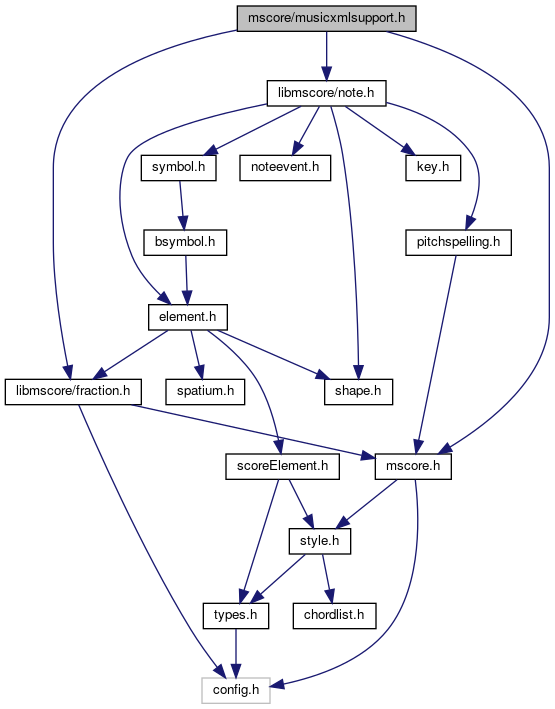 mscore/musicxmlsupport.h
libmscore/note.h
symbol.h
noteevent.h
key.h
bsymbol.h
pitchspelling.h
element.h
libmscore/fraction.h
spatium.h
shape.h
scoreElement.h
mscore.h
style.h
types.h
chordlist.h
config.h